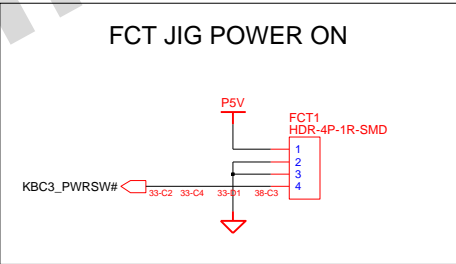 FCT JIG POWER ON
P5V
FCT1
HDR-4P-1R-SMD
1
2
3
KBC3_PWRSW# 33-C2 33-C4 33-D1 38-C3 4